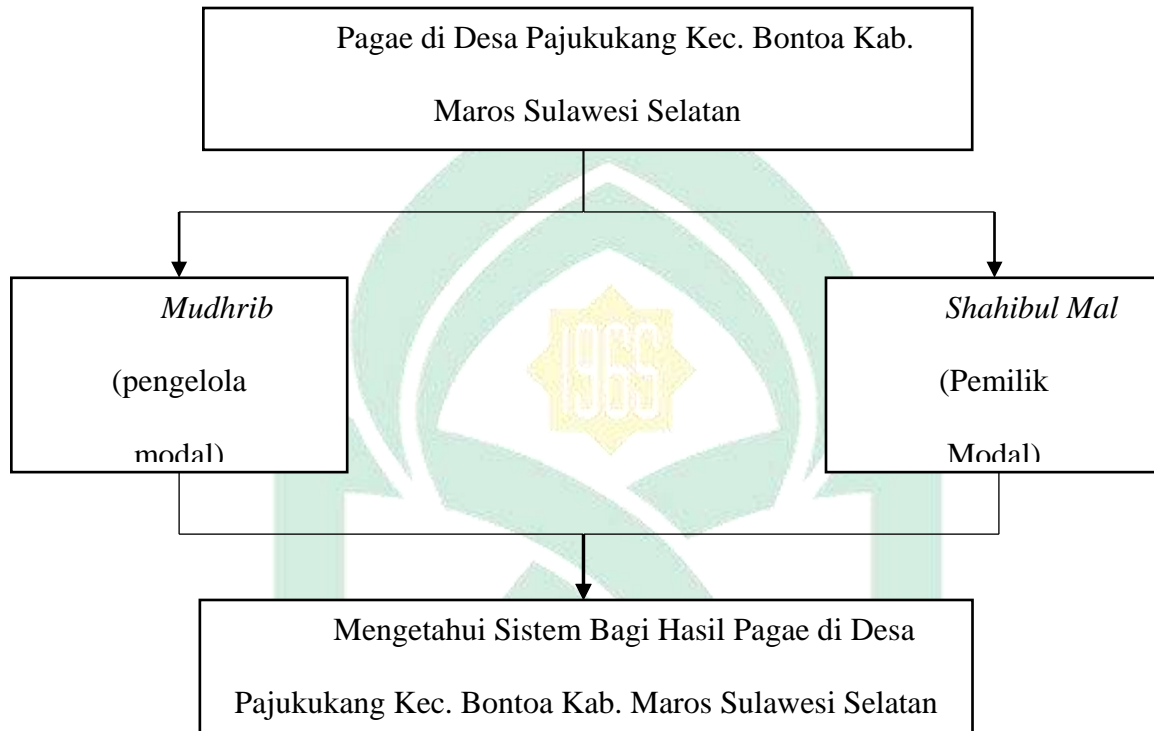 Pagae di Desa Pajukukang Kec. Bontoa Kab.
Maros Sulawesi Selatan
Mudhrib
(pengelola
modal)
Shahibul Mal
(Pemilik
Modal)
1965
Mengetahui Sistem Bagi Hasil Pagae di Desa
Pajukukang Kec. Bontoa Kab. Maros Sulawesi Selatan